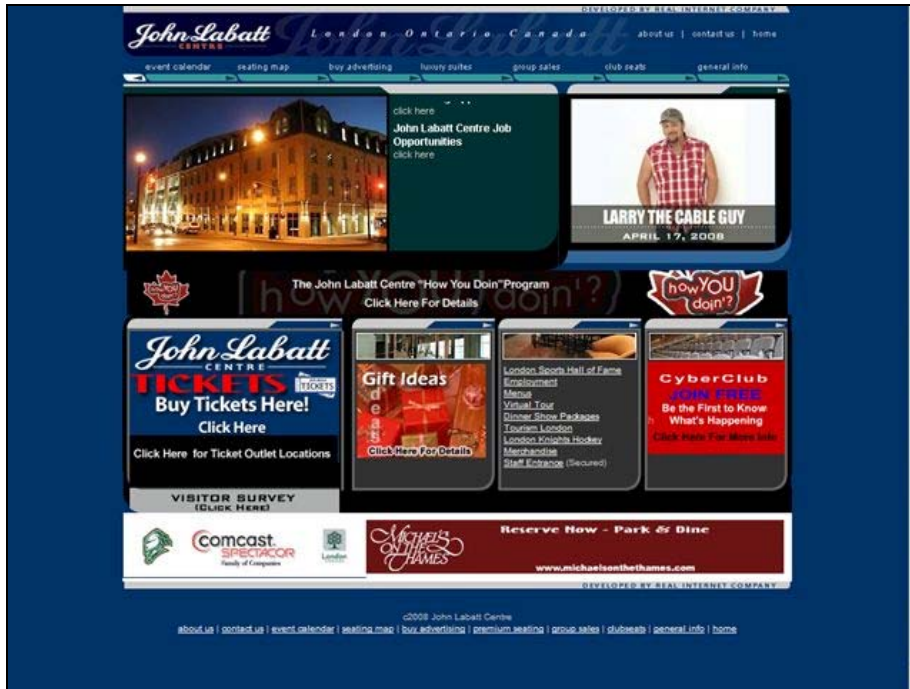 DEVELOPED BY REAL INTERNET COMPANY
John Labatt
CENTRE
London Ontario Canada
about us | contact us | home
event calendar seating map buy advertising luxury suites group sales club seats general info
click here
John Labatt Centre Job
Opportunities
click here
LARRY THE CABLE GUY
APRIL 17, 2008
The John Labatt Centre "How You Doin" Program
Click Here For Details
how YOU doin'?)
how YOU
doin'?
John Labatt
CENTRE
TICKETS
TICKETS
Buy Tickets Here!
Click Here
Click Here for Ticket Outlet Locations
Gift Ideas
Ideas
Click Here For Details
London Sports Hall of Fame
Employment
Menus
Virtual Tour
Dinner Show Packages
Tourism London
London Knights Hockey
Merchandise
Staff Entrance (Secured)
CyberClub
JOIN FREE
Be the First to Know
What's Happening
Click Here For More Info
VISITOR SURVEY
(CLICK HERE)
comcast
SPECTACOR
Family of Companies
London
MICHAEL'S
ON THE
THAMES
Reserve Now - Park & Dine
www.michaelsonthethames.com
DEVELOPED BY REAL INTERNET COMPANY
c2008 John Labatt Centre
about us | contact us | event calendar | seating map | buy advertising | premium seating | group sales | clubseats | general info | home